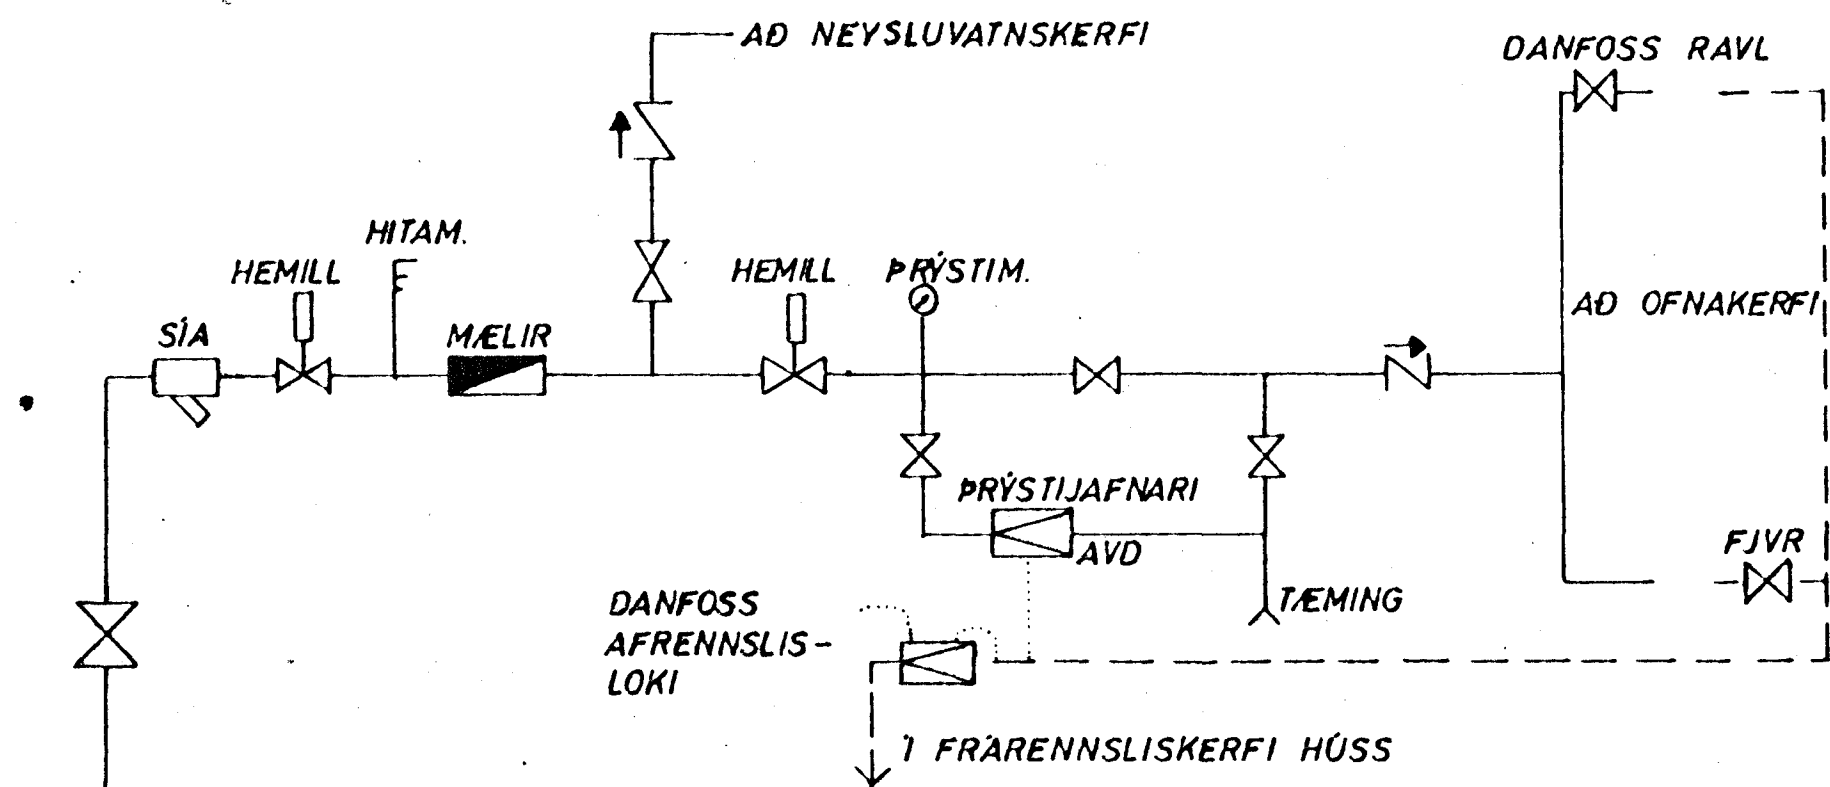 AÐ NEYSLUVATNSKERFI
DANFOSS RAVL
HITAM.
HEMILL
HEMILL
ÞRÝSTIM.
AÐ OFNAKERFI
SÍA
MÆLIR
ÞRÝSTIJAFNARI
AVD
FJVR
TÆMING
DANFOSS
AFRENNSLIS-
LOKI
Í FRÁRENNSLISKERFI HÚSS